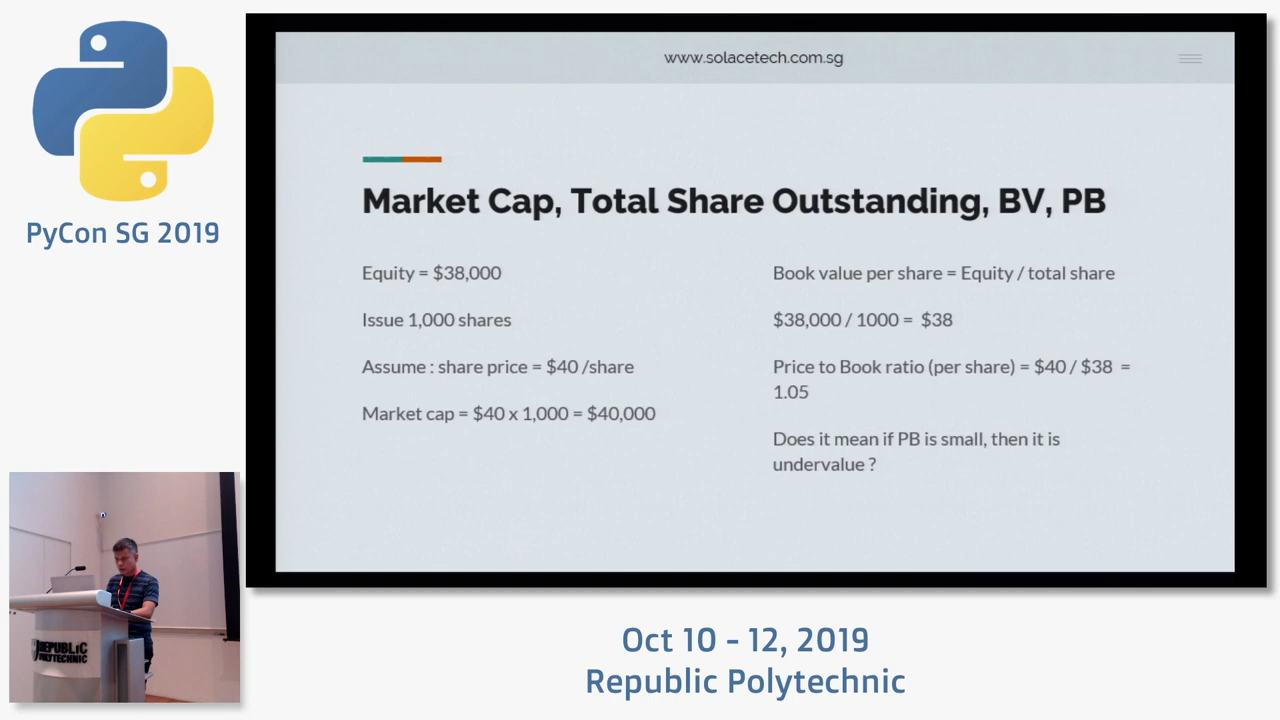 PyCon SG 2019
www.solacetech.com.sg
Market Cap, Total Share Outstanding, BV, PB
Equity = $38,000
Issue 1,000 shares
Assume : share price = $40 /share
Market cap = $40 x 1,000 = $40,000
Book value per share = Equity / total share
$38,000 / 1000 = $38
Price to Book ratio (per share) = $40 / $38 =
1.05
Does it mean if PB is small, then it is
undervalue ?
REPUBLIC
POLYTECHNIC
Oct 10 - 12, 2019
Republic Polytechnic